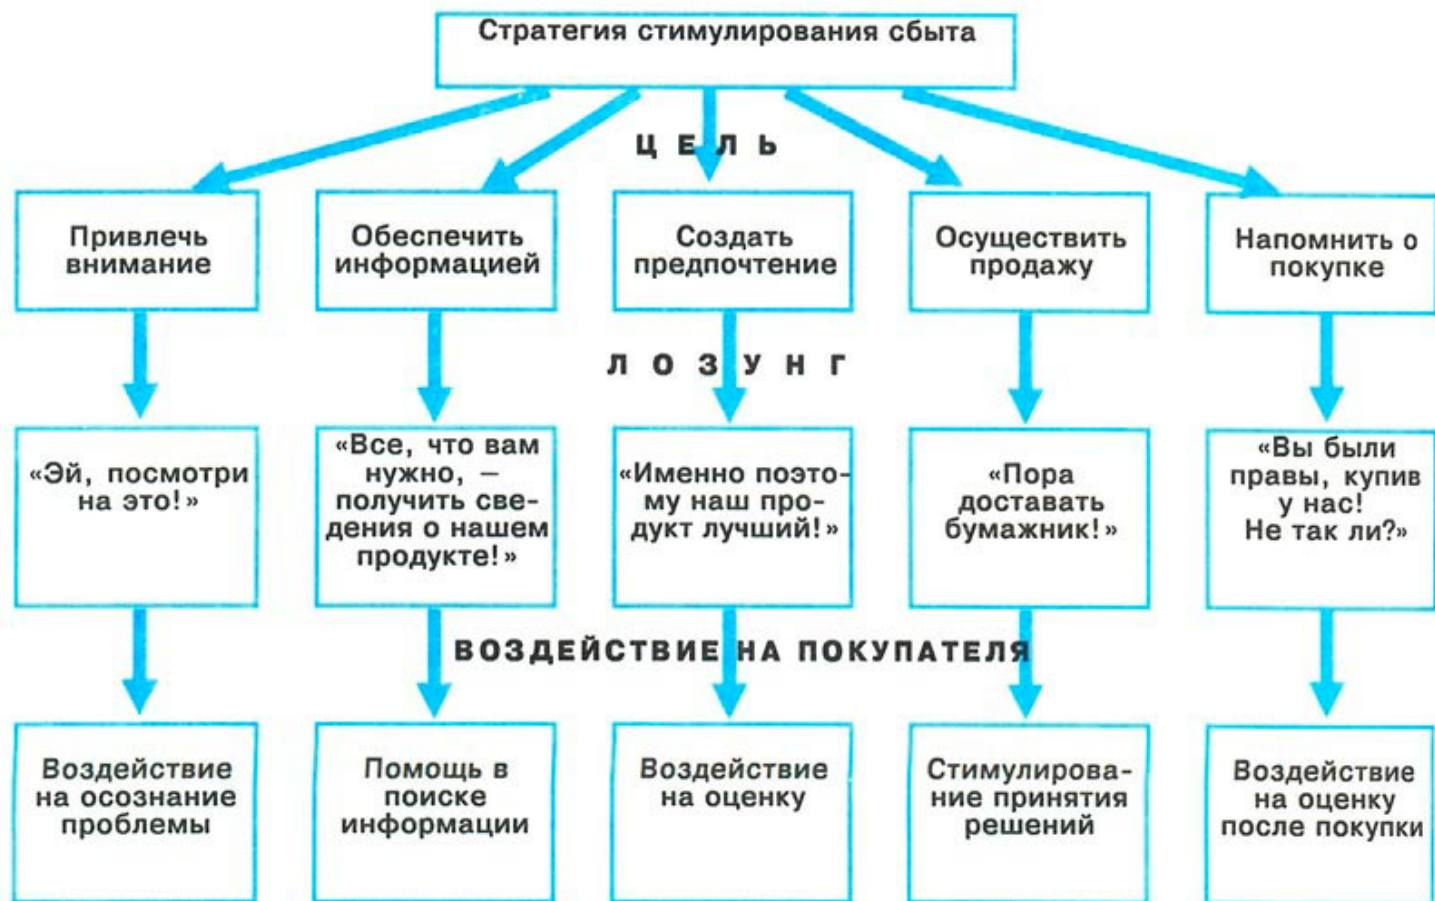 Стратегия стимулирования сбыта
ЦЕЛЬ
Привлечь
внимание
Обеспечить
информацией
Создать
предпочтение
Осуществить
продажу
Напомнить о
покупке
ЛОЗУНГ
«Эй, посмотри
на это!»
«Все, что вам
нужно, —
получить све-
дения о нашем
продукте!»
«Именно поэто-
му наш про-
дукт лучший!»
«Пора
доставать
бумажник!»
«Вы были
правы, купив
у нас!
Не так ли?»
ВОЗДЕЙСТВИЕ НА ПОКУПАТЕЛЯ
Воздействие
на осознание
проблемы
Помощь в
поиске
информации
Воздействие
на оценку
Стимулирова-
ние принятия
решений
Воздействие
на оценку
после покупки